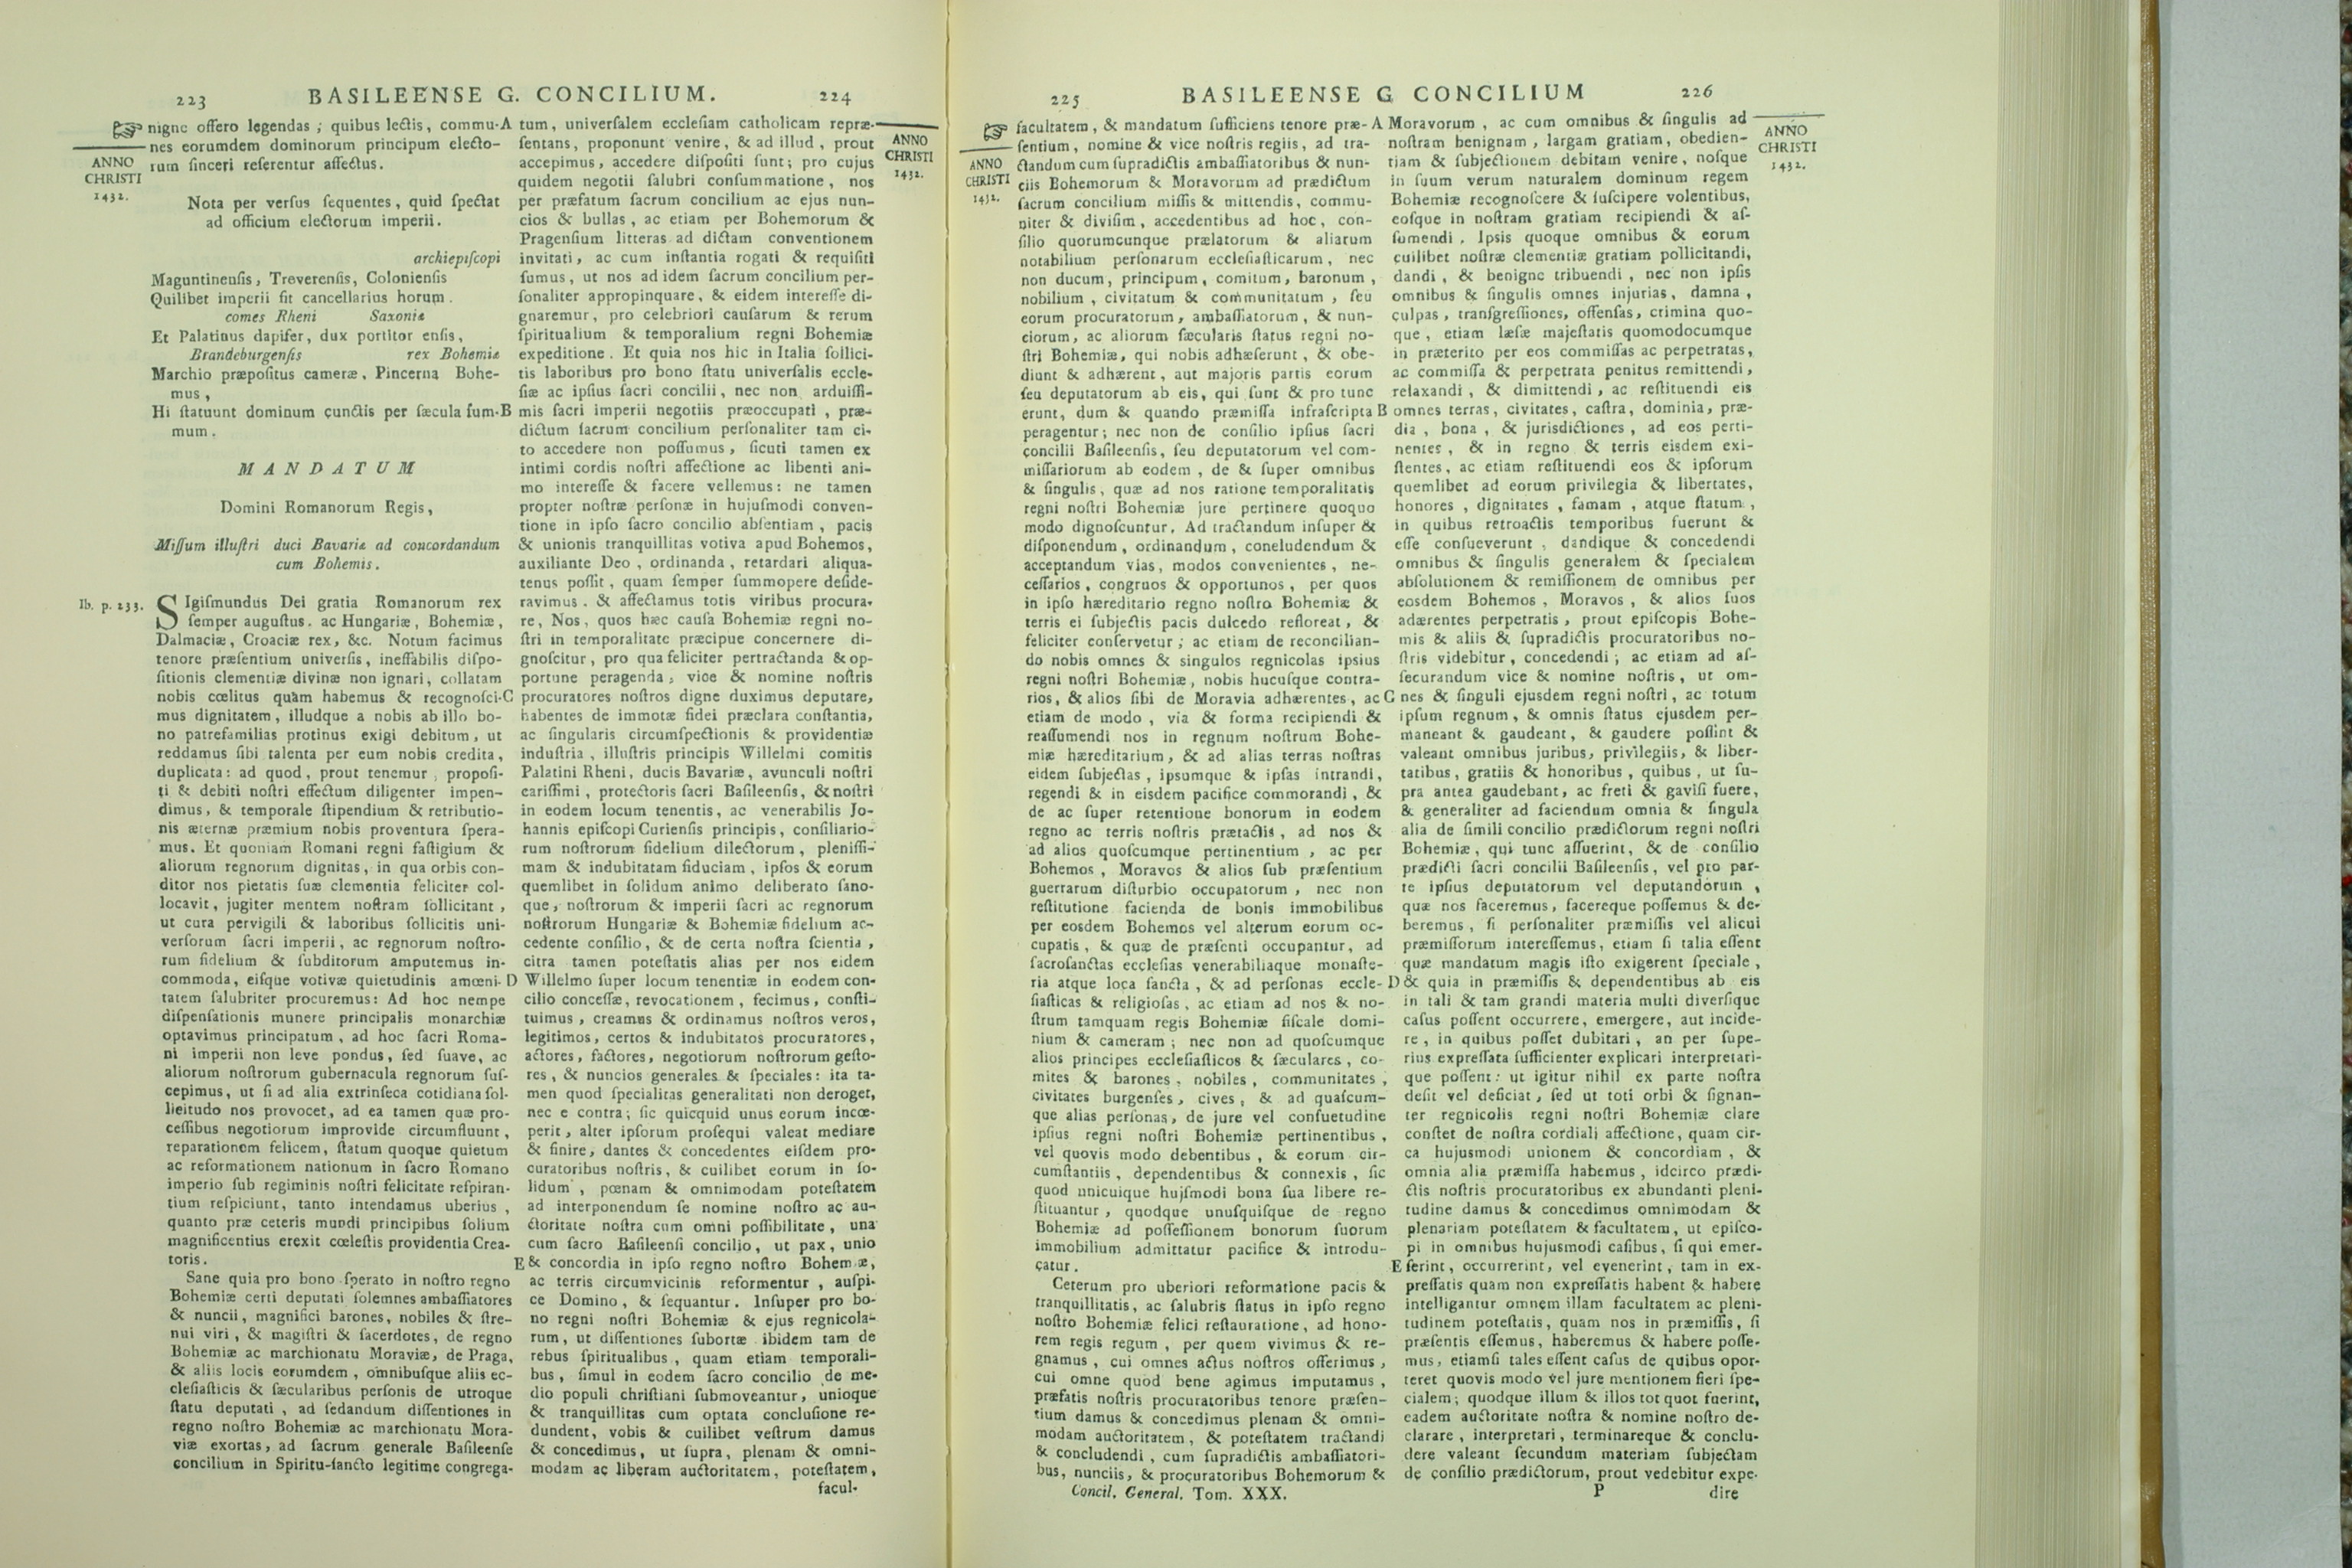 223 BASILEENSE G. CONCILIUM. 224
nigne offero legendas ; quibus lectis, commu-A
nes eorumdem dominorum principum electo-
rum sinceri referentur affectus.
ANNO
CHRISTI
1432.
Nota per versus sequentes, quid spectat
ad officium electorum imperii.
archiepiscopi
Maguntinensis, Treverensis, Coloniensis
Quilibet imperii fit cancellarius horum.
comes Rheni Saxoniæ
Et Palatinus dapifer, dux portitor ensis,
Brandeburgensis rex Bohemiæ
Marchio præpositus cameræ, Pincerna Bohe-
mus,
Hi statuunt dominum cunctis per sæcula sum-B
mum.
MANDATUM
Domini Romanorum Regis,
Missum illustri duci Bavariæ ad concordandum
cum Bohemis.
Ib. p. 233.
SIgismundus Dei gratia Romanorum rex
semper augustus. ac Hungariæ, Bohemiæ,
Dalmaciæ, Croaciæ rex, &c. Notum facimus
tenore præsentium universis, ineffabilis dispo-
sitionis clementiæ divinæ non ignari, collatam
nobis cœlitus quàm habemus & recognosci-C
mus dignitatem, illudque a nobis ab illo bo-
no patrefamilias protinus exigi debitum, ut
reddamus sibi talenta per eum nobis credita,
duplicata: ad quod, prout tenemur, proposi-
ti & debiti nostri effectum diligenter impen-
dimus, & temporale stipendium & retributio-
nis æternæ præmium nobis proventura spera-
mus. Et quoniam Romani regni fastigium &
aliorum regnorum dignitas, in qua orbis con-
ditor nos pietatis suæ clementia feliciter col-
locavit, jugiter mentem nostram sollicitant,
ut cura pervigili & laboribus sollicitis uni-
versorum sacri imperii, ac regnorum nostro-
rum fidelium & subditorum amputemus in-
commoda, eisque votivæ quietudinis amœni-D
tatem salubriter procuremus: Ad hoc nempe
dispensationis munere principalis monarchiæ
optavimus principatum, ad hoc sacri Roma-
ni imperii non leve pondus, sed suave, ac
aliorum nostrorum gubernacula regnorum sus-
cepimus, ut si ad alia extrinseca cotidiana sol-
licitudo nos provocet, ad ea tamen quæ pro-
cessibus negotiorum improvide circumfluunt,
reparationem felicem, statum quoque quietum
ac reformationem nationum in sacro Romano
imperio sub regiminis nostri felicitate respiran-
tium respiciunt, tanto intendamus uberius,
quanto præ ceteris mundi principibus solium
magnificentius erexit cœlestis providentia Crea-
toris. E
Sane quia pro bono sperato in nostro regno
Bohemiæ certi deputati solemnes ambassiatores
& nuncii, magnifici barones, nobiles & stre-
nui viri, & magistri & sacerdotes, de regno
Bohemiæ ac marchionatu Moraviæ, de Praga,
& aliis locis eorumdem, omnibusque aliis ec-
clesiasticis & sæcularibus personis de utroque
statu deputati, ad sedandum dissentiones in
regno nostro Bohemiæ ac marchionatu Mora-
viæ exortas, ad sacrum generale Basileense
concilium in Spiritu-sancto legitime congrega-
tum, universalem ecclesiam catholicam repræ-
sentans, proponunt venire, & ad illud, prout
accepimus, accedere dispositi sunt; pro cujus
quidem negotii salubri consummatione, nos
per præfatum sacrum concilium ac ejus nun-
cios & bullas, ac etiam per Bohemorum &
Pragensium litteras ad dictam conventionem
invitati, ac cum instantia rogati & requisiti
sumus, ut nos ad idem sacrum concilium per-
sonaliter appropinquare, & eidem interesse di-
gnaremur, pro celebriori causarum & rerum
spiritualium & temporalium regni Bohemiæ
expeditione. Et quia nos hic in Italia sollici-
tis laboribus pro bono statu universalis eccle-
siæ ac ipsius sacri concilii, nec non arduissi-
mis sacri imperii negotiis præoccupati, præ-
dictum sacrum concilium personaliter tam ci-
to accedere non possumus, sicuti tamen ex
intimi cordis nostri affectione ac libenti ani-
mo interesse & facere vellemus: ne tamen
propter nostræ personæ in hujusmodi conven-
tione in ipso sacro concilio absentiam, pacis
& unionis tranquillitas votiva apud Bohemos,
auxiliante Deo, ordinanda, retardari aliqua-
tenus possit, quam semper summopere deside-
ravimus. & affectamus totis viribus procura-
re, Nos, quos hæc causa Bohemiæ regni no-
stri in temporalitate præcipue concernere di-
gnoscitur, pro qua feliciter pertractanda & op-
portune peragenda, vice & nomine nostris
procuratores nostros digne duximus deputare,
habentes de immotæ fidei præclara constantia,
ac singularis circumspectionis & providentiæ
industria, illustris principis Willelmi comitis
Palatini Rheni, ducis Bavariæ, avunculi nostri
carissimi, protectoris sacri Basileensis, & nostri
in eodem locum tenentis, ac venerabilis Jo-
hannis episcopi Curiensis principis, consiliario-
rum nostrorum fidelium dilectorum, plenissi-
mam & indubitatam fiduciam, ipsos & eorum
quemlibet in solidum animo deliberato sano-
que, nostrorum & imperii sacri ac regnorum
nostrorum Hungariæ & Bohemiæ fidelium ac-
cedente consilio, & de certa nostra scientia,
citra tamen potestatis alias per nos eidem
Willelmo super locum tenentiæ in eodem con-
cilio concessæ, revocationem, fecimus, consti-
tuimus, creamus & ordinamus nostros veros,
legitimos, certos & indubitatos procuratores,
actores, factores, negotiorum nostrorum gesto-
res, & nuncios generales & speciales: ita ta-
men quod specialitas generalitati non deroget,
nec e contra; sic quicquid unus eorum incœ-
perit, alter ipsorum prosequi valeat mediare
& finire, dantes & concedentes eisdem pro-
curatoribus nostris, & cuilibet eorum in so-
lidum, pœnam & omnimodam potestatem
ad interponendum se nomine nostro ac au-
ctoritate nostra cum omni possibilitate, una
cum sacro Basileensi concilio, ut pax, unio
& concordia in ipso regno nostro Bohemiæ,
ac terris circumvicinis reformentur, auspi-
ce Domino, & sequantur. Insuper pro bo-
no regni nostri Bohemiæ & ejus regnicola-
rum, ut dissentiones subortæ ibidem tam de
rebus spiritualibus, quam etiam temporali-
bus, simul in eodem sacro concilio de me-
dio populi christiani submoveantur, unioque
& tranquillitas cum optata conclusione re-
dundent, vobis & cuilibet vestrum damus
& concedimus, ut supra, plenam & omni-
modam ac liberam auctoritatem, potestatem,
facul-
ANNO
CHRISTI
1432.
225 BASILEENSE G CONCILIUM 226
facultatem, & mandatum sufficiens tenore præ-A
sentium, nomine & vice nostris regiis, ad tra-
ctandum cum supradictis ambassiatoribus & nun-
ciis Bohemorum & Moravorum ad prædictum
sacrum concilium missis & mittendis, commu-
niter & divisim, accedentibus ad hoc, con-
silio quorumcunque prælatorum & aliarum
notabilium personarum ecclesiasticarum, nec
non ducum, principum, comitum, baronum,
nobilium, civitatum & communitatum, seu
eorum procuratorum, ambassiatorum, & nun-
ciorum, ac aliorum sæcularis status regni no-
stri Bohemiæ, qui nobis adhæserunt, & obe-
diunt & adhærent, aut majoris partis eorum
seu deputatorum ab eis, qui sunt & pro tunc
erunt, dum & quando præmissa infrascripta B
peragentur; nec non de consilio ipsius sacri
concilii Basileensis, seu deputatorum vel com-
missariorum ab eodem, de & super omnibus
& singulis, quæ ad nos ratione temporalitatis
regni nostri Bohemiæ jure pertinere quoquo
modo dignoscuntur. Ad tractandum insuper &
disponendum, ordinandum, coneludendum &
acceptandum vias, modos convenientes, ne-
cessarios, congruos & opportunos, per quos
in ipso hæreditario regno nostro Bohemiæ &
terris ei subjectis pacis dulcedo refloreat, &
feliciter conservetur; ac etiam de reconcilian-
do nobis omnes & singulos regnicolas ipsius
regni nostri Bohemiæ, nobis hucusque contra-
rios, & alios sibi de Moravia adhærentes, ac C
etiam de modo, via & forma recipiendi &
reassumendi nos in regnum nostrum Bohe-
miæ hæreditarium, & ad alias terras nostras
eidem subjectas, ipsumque & ipsas intrandi,
regendi & in eisdem pacifice commorandi, &
de ac super retentione bonorum in eodem
regno ac terris nostris prætactis, ad nos &
ad alios quoscumque pertinentium, ac per
Bohemos, Moravos & alios sub præsentium
guerrarum disturbio occupatorum, nec non
restitutione facienda de bonis immobilibus
per eosdem Bohemos vel alterum eorum oc-
cupatis, & quæ de præsenti occupantur, ad
sacrosanctas ecclesias venerabiliaque monaste-
ria atque loca sancta, & ad personas eccle-D
siasticas & religiosas, ac etiam ad nos & no-
strum tamquam regis Bohemiæ fiscale domi-
nium & cameram; nec non ad quoscumque
alios principes ecclesiasticos & sæculares, co-
mites & barones, nobiles, communitates,
civitates burgenses, cives, & ad quascum-
que alias personas, de jure vel consuetudine
ipsius regni nostri Bohemiæ pertinentibus,
vel quovis modo debentibus, & eorum cir-
cumstantiis, dependentibus & connexis, sic
quod unicuique hujsmodi bona sua libere re-
stituantur, quodque unusquisque de regno
Bohemiæ ad possessionem bonorum suorum
immobilium admittatur pacifice & introdu-
catur. E
Ceterum pro uberiori reformatione pacis &
tranquillitatis, ac salubris status in ipso regno
nostro Bohemiæ felici restauratione, ad hono-
rem regis regum, per quem vivimus & re-
gnamus, cui omnes actus nostros offerimus,
cui omne quod bene agimus imputamus,
præfatis nostris procuratoribus tenore præsen-
tium damus & concedimus plenam & omni-
modam auctoritatem, & potestatem tractandi
& concludendi, cum supradictis ambassiatori-
bus, nunciis, & procuratoribus Bohemorum &
Concil. General. Tom. XXX.
ANNO
CHRISTI
1432.
Moravorum, ac cum omnibus & singulis ad
nostram benignam, largam gratiam, obedien-
tiam & subjectionem debitam venire, nosque
in suum verum naturalem dominum regem
Bohemiæ recognoscere & suscipere volentibus,
eosque in nostram gratiam recipiendi & as-
sumendi. Ipsis quoque omnibus & eorum
cuilibet nostræ clementiæ gratiam pollicitandi,
dandi, & benigne tribuendi, nec non ipsis
omnibus & singulis omnes injurias, damna,
culpas, transgressiones, offensas, crimina quo-
que, etiam læsæ majestatis quomodocumque
in præterito per eos commissas ac perpetratas,
ac commissa & perpetrata penitus remittendi,
relaxandi, & dimittendi, ac restituendi eis
omnes terras, civitates, castra, dominia, præ-
dia, bona, & jurisdictiones, ad eos perti-
nentes, & in regno & terris eisdem exi-
stentes, ac etiam restituendi eos & ipsorum
quemlibet ad eorum privilegia & libertates,
honores, dignitates, famam, atque statum,
in quibus retroactis temporibus fuerunt &
esse consueverunt, dandique & concedendi
omnibus & singulis generalem & specialem
absolutionem & remissionem de omnibus per
eosdem Bohemos, Moravos, & alios suos
adærentes perpetratis, prout episcopis Bohe-
mis & aliis & supradictis procuratoribus no-
stris videbitur, concedendi; ac etiam ad as-
securandum vice & nomine nostris, ut om-
nes & singuli ejusdem regni nostri, ac totum
ipsum regnum, & omnis status ejusdem per-
maneant & gaudeant, & gaudere possint &
valeant omnibus juribus, privilegiis, & liber-
tatibus, gratiis & honoribus, quibus, ut su-
pra antea gaudebant, ac freti & gavisi fuere,
& generaliter ad faciendum omnia & singula
alia de simili concilio prædictorum regni nostri
Bohemiæ, qui tunc affuerint, & de consilio
prædicti sacri concilii Basileensis, vel pro par-
te ipsius deputatorum vel deputandorum,
quæ nos faceremus, facereque possemus & de-
beremus, si personaliter præmissis vel alicui
præmissorum interessemus, etiam si talia essent
quæ mandatum magis isto exigerent speciale,
& quia in præmissis & dependentibus ab eis
in tali & tam grandi materia multi diversique
casus possent occurrere, emergere, aut incide-
re, in quibus posset dubitari, an per supe-
rius expressata sufficienter explicari interpretari-
que possent: ut igitur nihil ex parte nostra
desit vel deficiat, sed ut toti orbi & signan-
ter regnicolis regni nostri Bohemiæ clare
constet de nostra cordiali affectione, quam cir-
ca hujusmodi unionem & concordiam, &
omnia alia præmissa habemus, idcirco prædi-
ctis nostris procuratoribus ex abundanti pleni-
tudine damus & concedimus omnimodam &
plenariam potestatem & facultatem, ut episco-
pi in omnibus hujusmodi casibus, si qui emer-
serint, occurrerint, vel evenerint, tam in ex-
pressatis quam non expressatis habent & habere
intelligantur omnem illam facultatem ac pleni-
tudinem potestatis, quam nos in præmissis, si
præsentis essemus, haberemus & habere posse-
mus, etiamsi tales essent casus de quibus opor-
teret quovis modo vel jure mentionem fieri spe-
cialem; quodque illum & illos tot quot fuerint,
eadem auctoritate nostra & nomine nostro de-
clarare, interpretari, terminareque & conclu-
dere valeant secundum materiam subjectam
de consilio prædictorum, prout vedebitur expe-
P dire
ANNO
CHRISTI
1432.